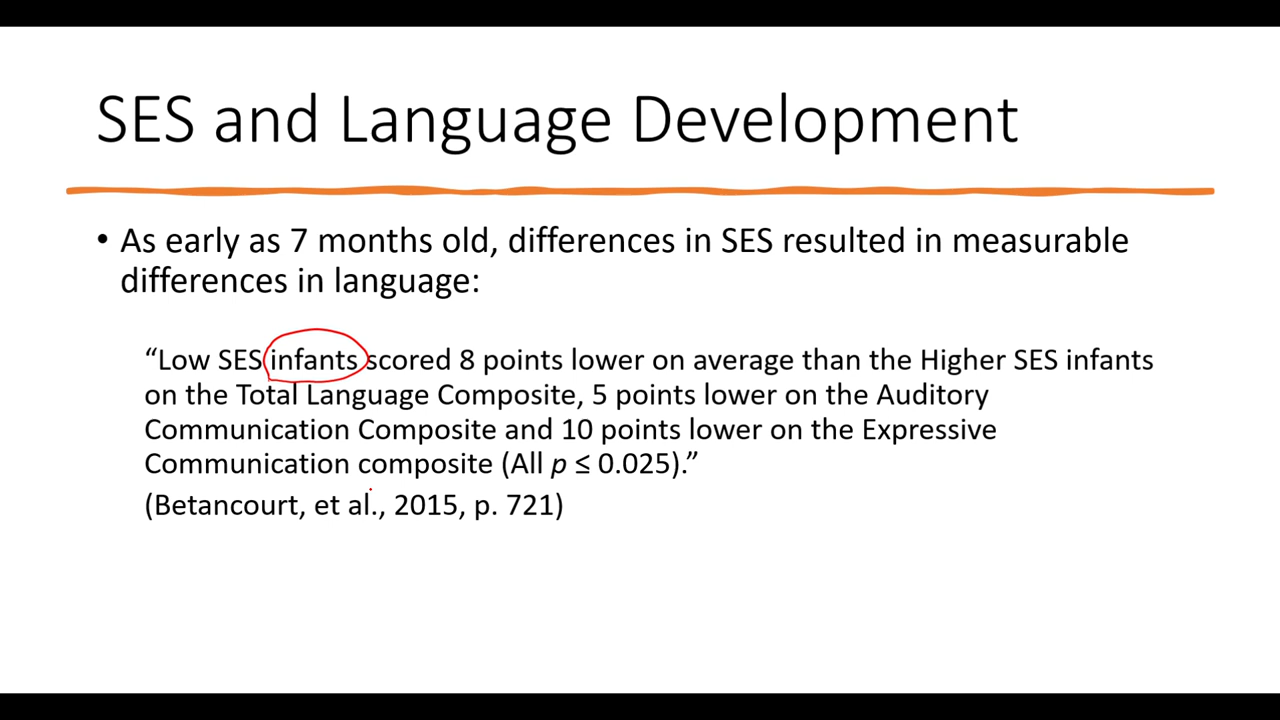 SES and Language Development
• As early as 7 months old, differences in SES resulted in measurable
differences in language:
“Low SES infants scored 8 points lower on average than the Higher SES infants
on the Total Language Composite, 5 points lower on the Auditory
Communication Composite and 10 points lower on the Expressive
Communication composite (All p ≤ 0.025).”
(Betancourt, et al., 2015, p. 721)